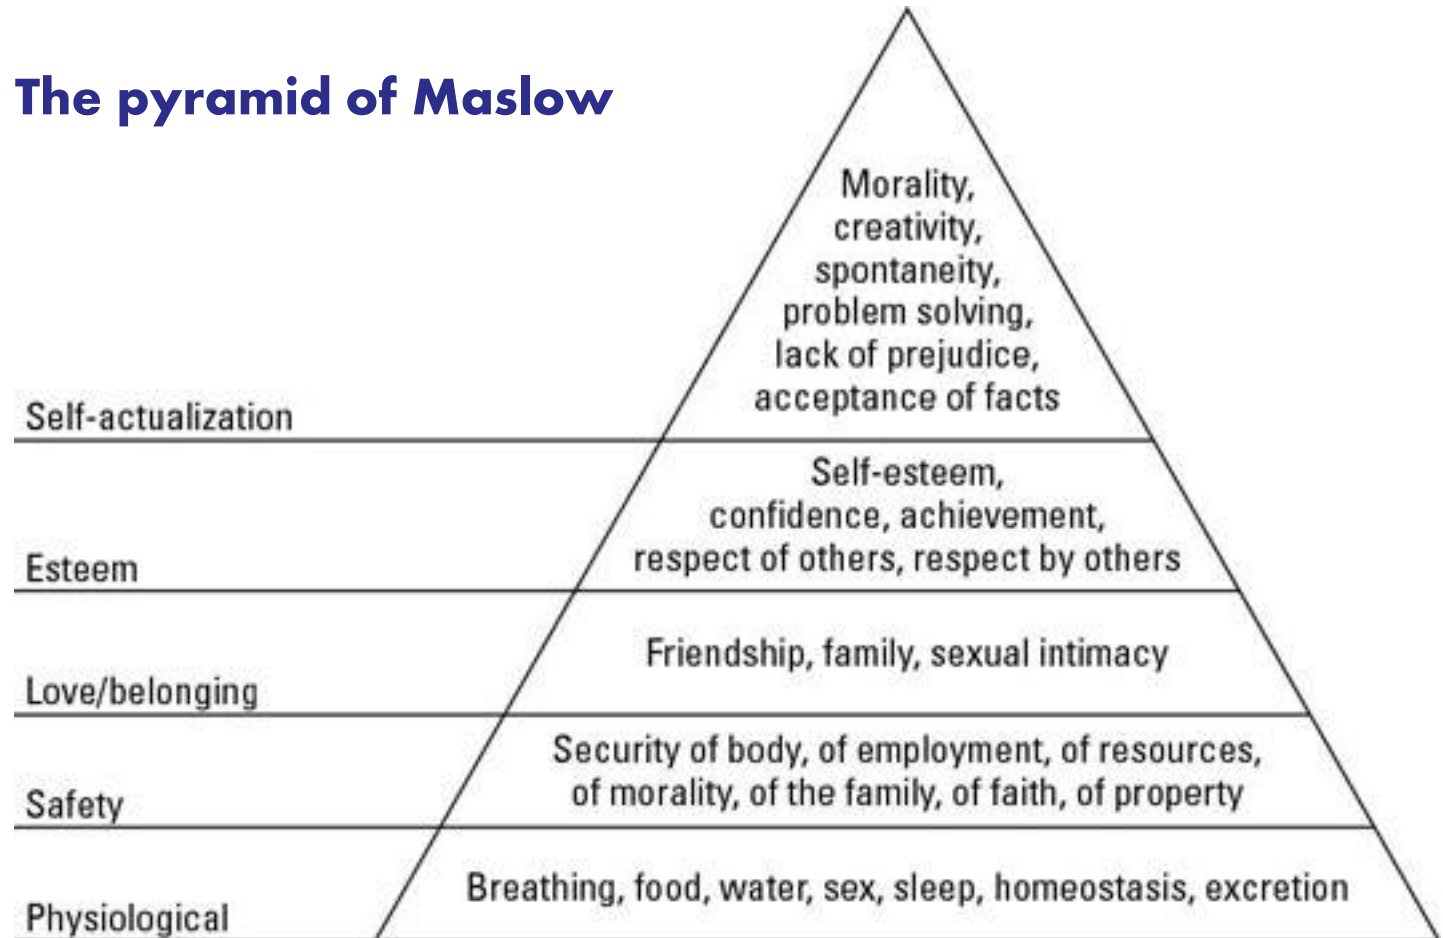 The pyramid of Maslow
Morality,
creativity,
spontaneity,
problem solving,
lack of prejudice,
acceptance of facts
Self-actualization
Self-esteem,
confidence, achievement,
respect of others, respect by others
Esteem
Friendship, family, sexual intimacy
Love/belonging
Security of body, of employment, of resources,
of morality, of the family, of faith, of property
Safety
Breathing, food, water, sex, sleep, homeostasis, excretion
Physiological